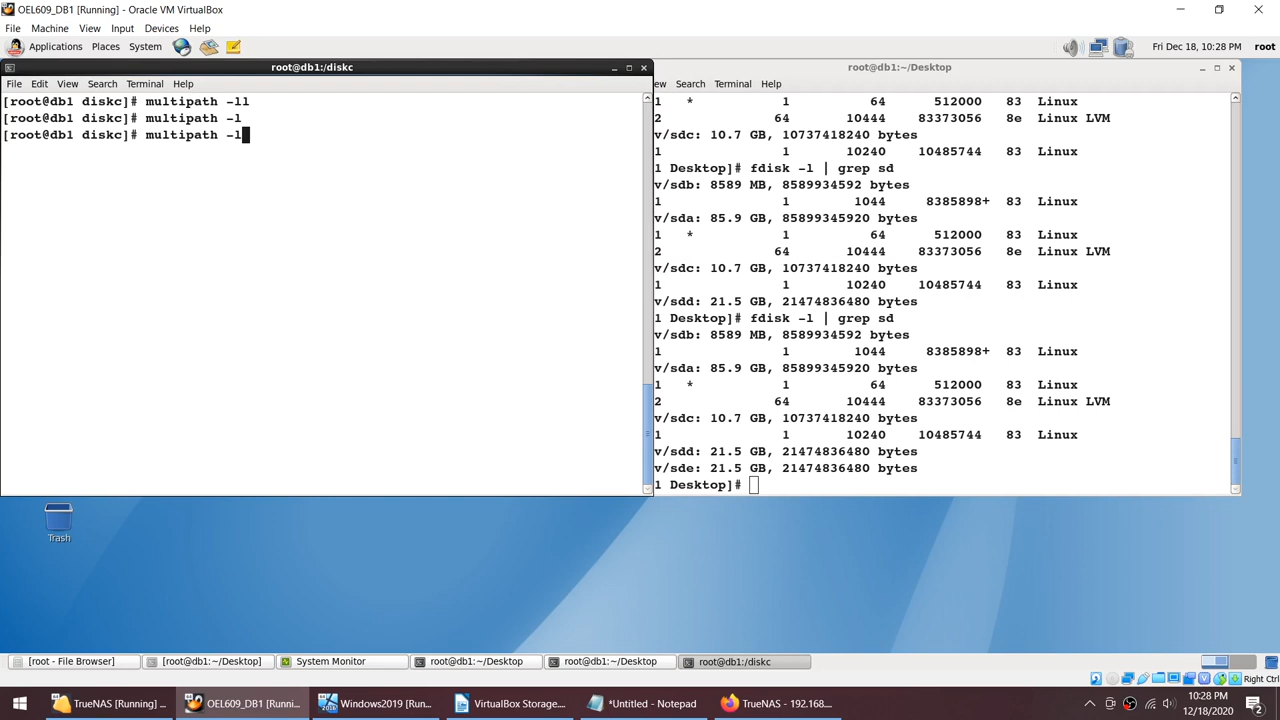 OEL609_DB1 [Running] - Oracle VM VirtualBox
File Machine View Input Devices Help
Applications Places System Fri Dec 18, 10:28 PM root
root@db1:/diskc
File Edit View Search Terminal Help
[root@db1 diskc]# multipath -ll
[root@db1 diskc]# multipath -l
[root@db1 diskc]# multipath -l
root@db1:~/Desktop
ew Search Terminal Help
1 * 1 64 512000 83 Linux
2 64 10444 83373056 8e Linux LVM
v/sdc: 10.7 GB, 10737418240 bytes
1 1 10240 10485744 83 Linux
1 Desktop]# fdisk -l | grep sd
v/sdb: 8589 MB, 8589934592 bytes
1 1 1044 8385898+ 83 Linux
v/sda: 85.9 GB, 85899345920 bytes
1 * 1 64 512000 83 Linux
2 64 10444 83373056 8e Linux LVM
v/sdc: 10.7 GB, 10737418240 bytes
1 1 10240 10485744 83 Linux
v/sdd: 21.5 GB, 21474836480 bytes
1 Desktop]# fdisk -l | grep sd
v/sdb: 8589 MB, 8589934592 bytes
1 1 1044 8385898+ 83 Linux
v/sda: 85.9 GB, 85899345920 bytes
1 * 1 64 512000 83 Linux
2 64 10444 83373056 8e Linux LVM
v/sdc: 10.7 GB, 10737418240 bytes
1 1 10240 10485744 83 Linux
v/sdd: 21.5 GB, 21474836480 bytes
v/sde: 21.5 GB, 21474836480 bytes
1 Desktop]#
Trash
[root - File Browser] [root@db1:~/Desktop] System Monitor root@db1:~/Desktop root@db1:~/Desktop root@db1:/diskc
Right Ctrl
TrueNAS [Running] ... OEL609_DB1 [Runni... Windows2019 [Run... VirtualBox Storage.... *Untitled - Notepad TrueNAS - 192.168....
10:28 PM
12/18/2020
2